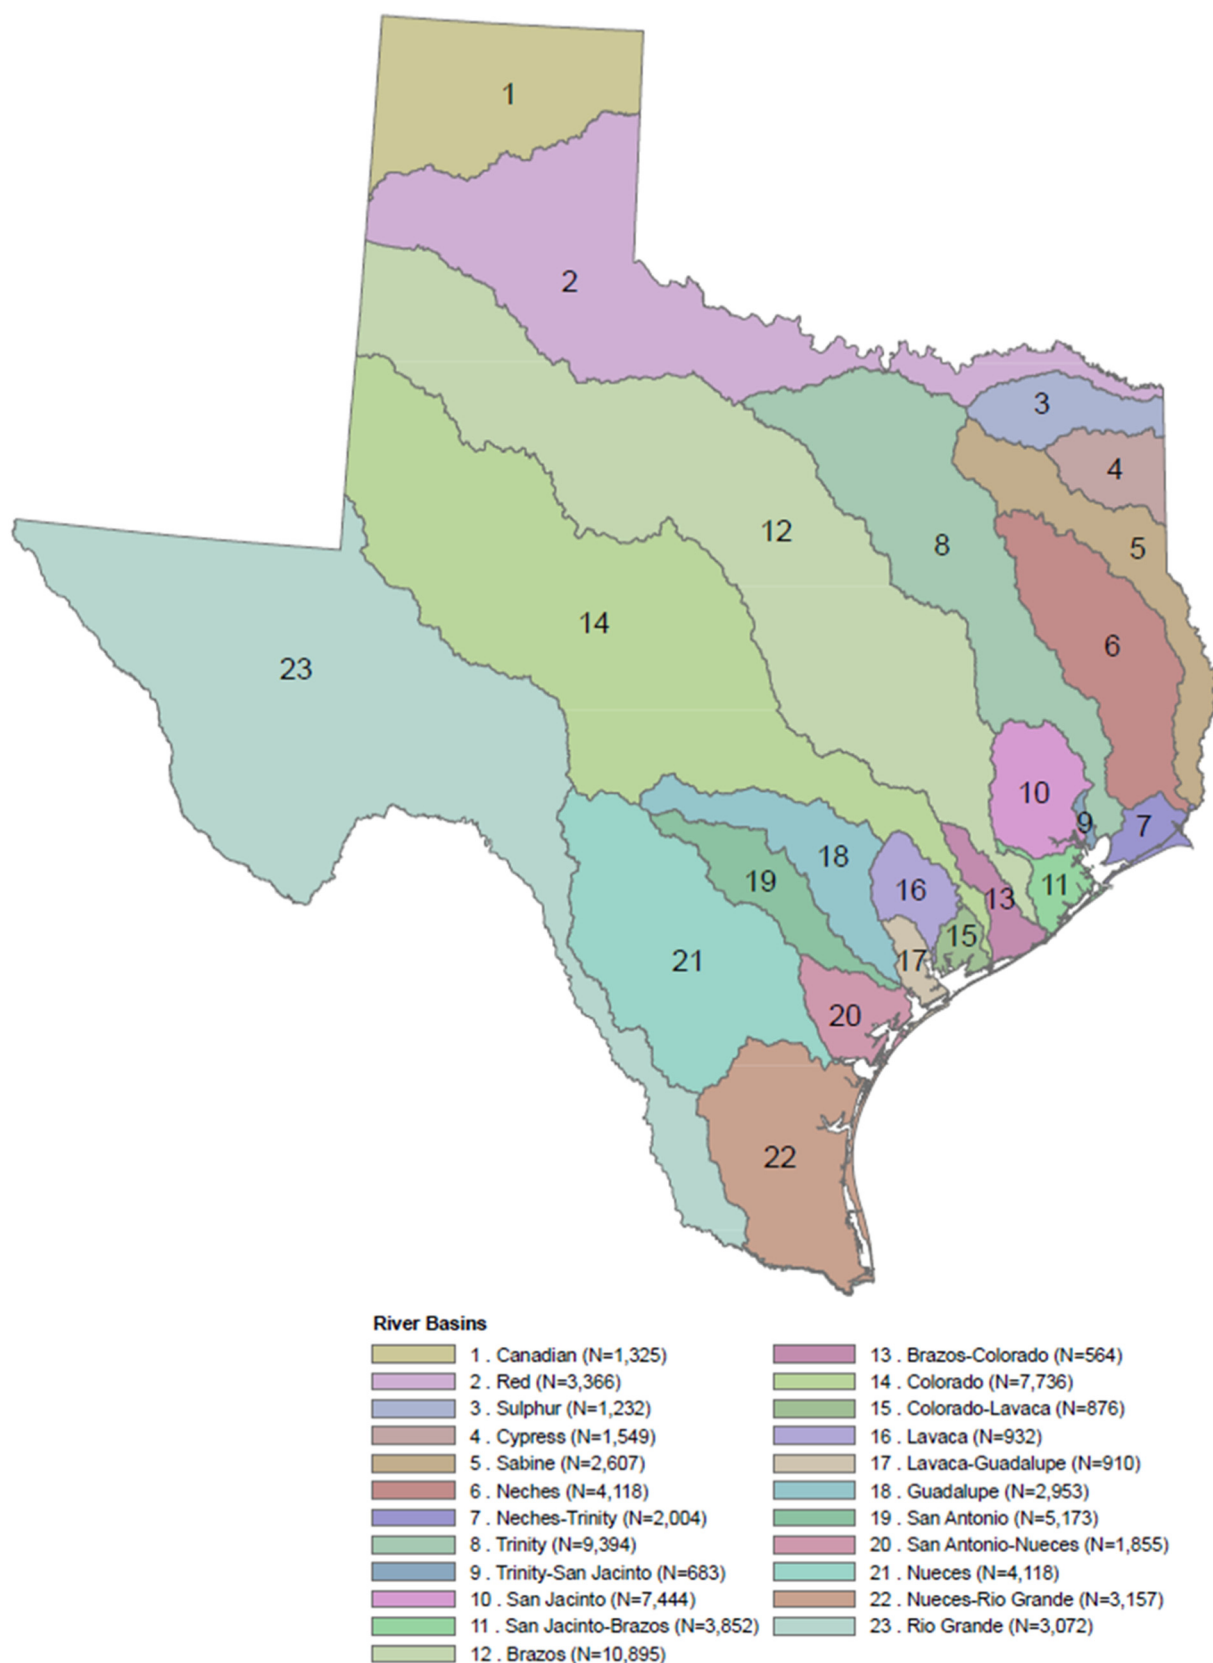 1
2
3
4
12
8
5
14
6
23
10
9
7
18
16
19
13
11
15
21
17
20
22
River Basins
1 . Canadian (N=1,325)
2 . Red (N=3,366)
3 . Sulphur (N=1,232)
4 . Cypress (N=1,549)
5 . Sabine (N=2,607)
6 . Neches (N=4,118)
7 . Neches-Trinity (N=2,004)
8 . Trinity (N=9,394)
9 . Trinity-San Jacinto (N=683)
10 . San Jacinto (N=7,444)
11 . San Jacinto-Brazos (N=3,852)
12 . Brazos (N=10,895)
13 . Brazos-Colorado (N=564)
14 . Colorado (N=7,736)
15 . Colorado-Lavaca (N=876)
16 . Lavaca (N=932)
17 . Lavaca-Guadalupe (N=910)
18 . Guadalupe (N=2,953)
19 . San Antonio (N=5,173)
20 . San Antonio-Nueces (N=1,855)
21 . Nueces (N=4,118)
22 . Nueces-Rio Grande (N=3,157)
23 . Rio Grande (N=3,072)